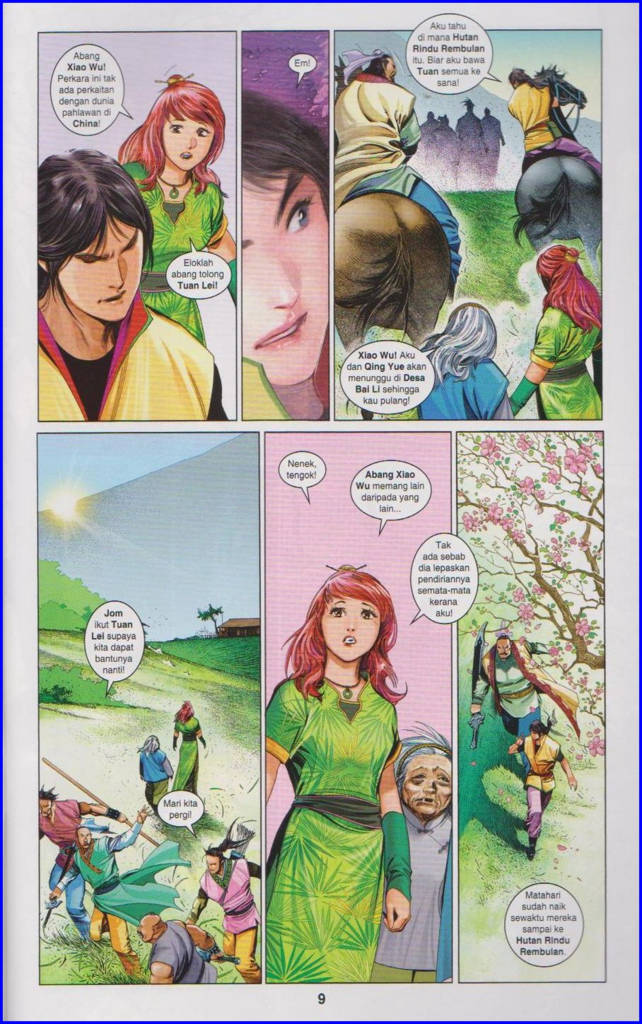 Abang
Xiao Wu!
Perkara ini tak
ada perkaitan
dengan dunia
pahlawan di
China!
Eloklah
abang tolong
Tuan Lei!
Em!
Aku tahu
di mana Hutan
Rindu Rembulan
itu. Biar aku bawa
Tuan semua ke
sana!
Xiao Wu! Aku
dan Qing Yue akan
menunggu di Desa
Bai Li sehingga
kau pulang!
Jom
ikut Tuan
Lei supaya
kita dapat
bantunya
nanti!
Mari kita
pergi!
Nenek,
tengok!
Abang Xiao
Wu memang lain
daripada yang
lain...
Tak
ada sebab
dia lepaskan
pendiriannya
semata-mata
kerana
aku!
Matahari
sudah naik
sewaktu mereka
sampai ke
Hutan Rindu
Rembulan.
9